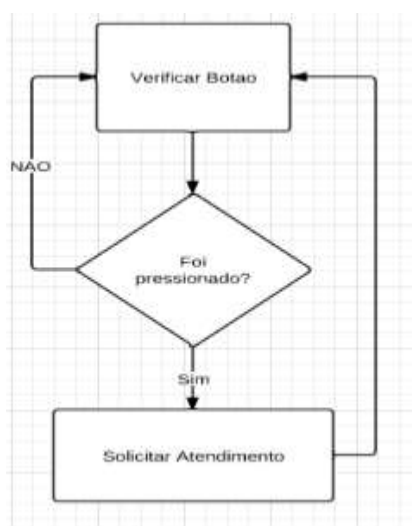 Verificar Botao
NAO
Foi
pressionado?
Sim
Solicitar Atendimento